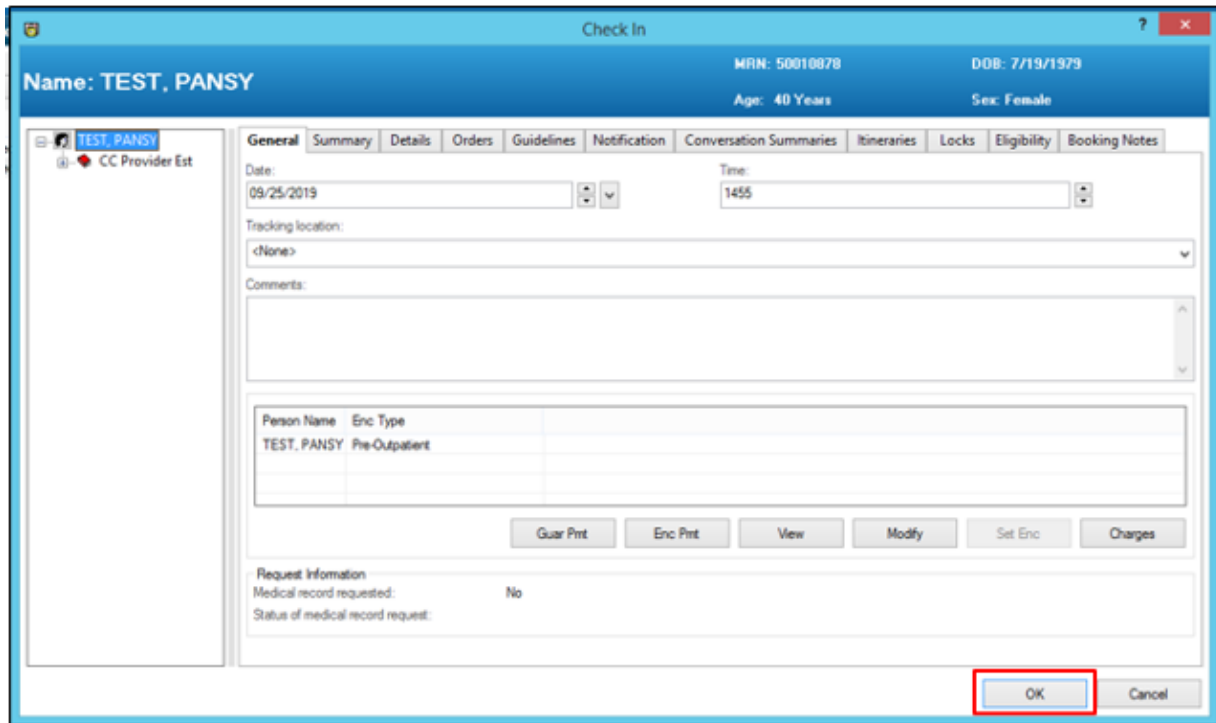 Check In
?
Name: TEST, PANSY
MRN: 50010878
DOB: 7/19/1979
Age: 40 Years
Sex: Female
TEST, PANSY
CC Provider Est
General Summary Details Orders Guidelines Notification Conversation Summaries Itineraries Locks Eligibility Booking Notes
Date:
Time:
09/25/2019
1455
Tracking location:
<None>
Comments:
Person Name Enc Type
TEST, PANSY Pre-Outpatient
Guar Pmt Enc Pmt View Modify Set Enc Charges
Request Information
Medical record requested: No
Status of medical record request:
OK Cancel